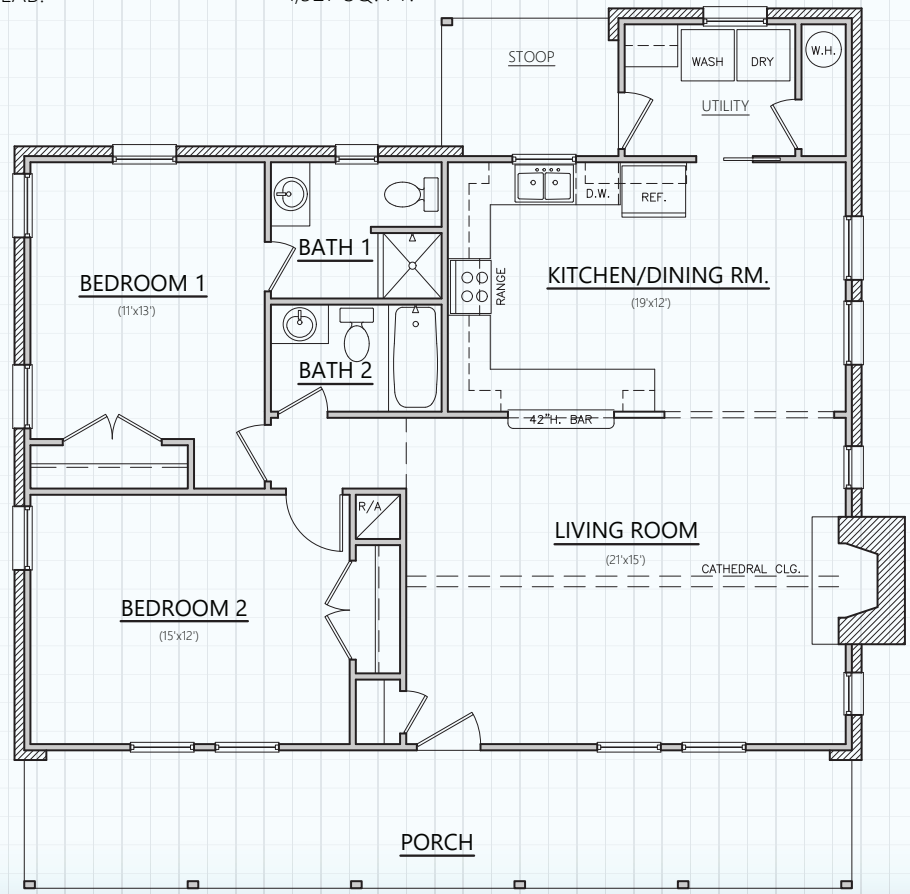 STOOP
WASH
DRY
W.H.
UTILITY
D.W.
REF.
BATH 1
RANGE
KITCHEN/DINING RM.
(19'x12')
BEDROOM 1
(11'x13')
BATH 2
42"H. BAR
R/A
LIVING ROOM
(21'x15')
CATHEDRAL CLG.
BEDROOM 2
(15'x12')
PORCH